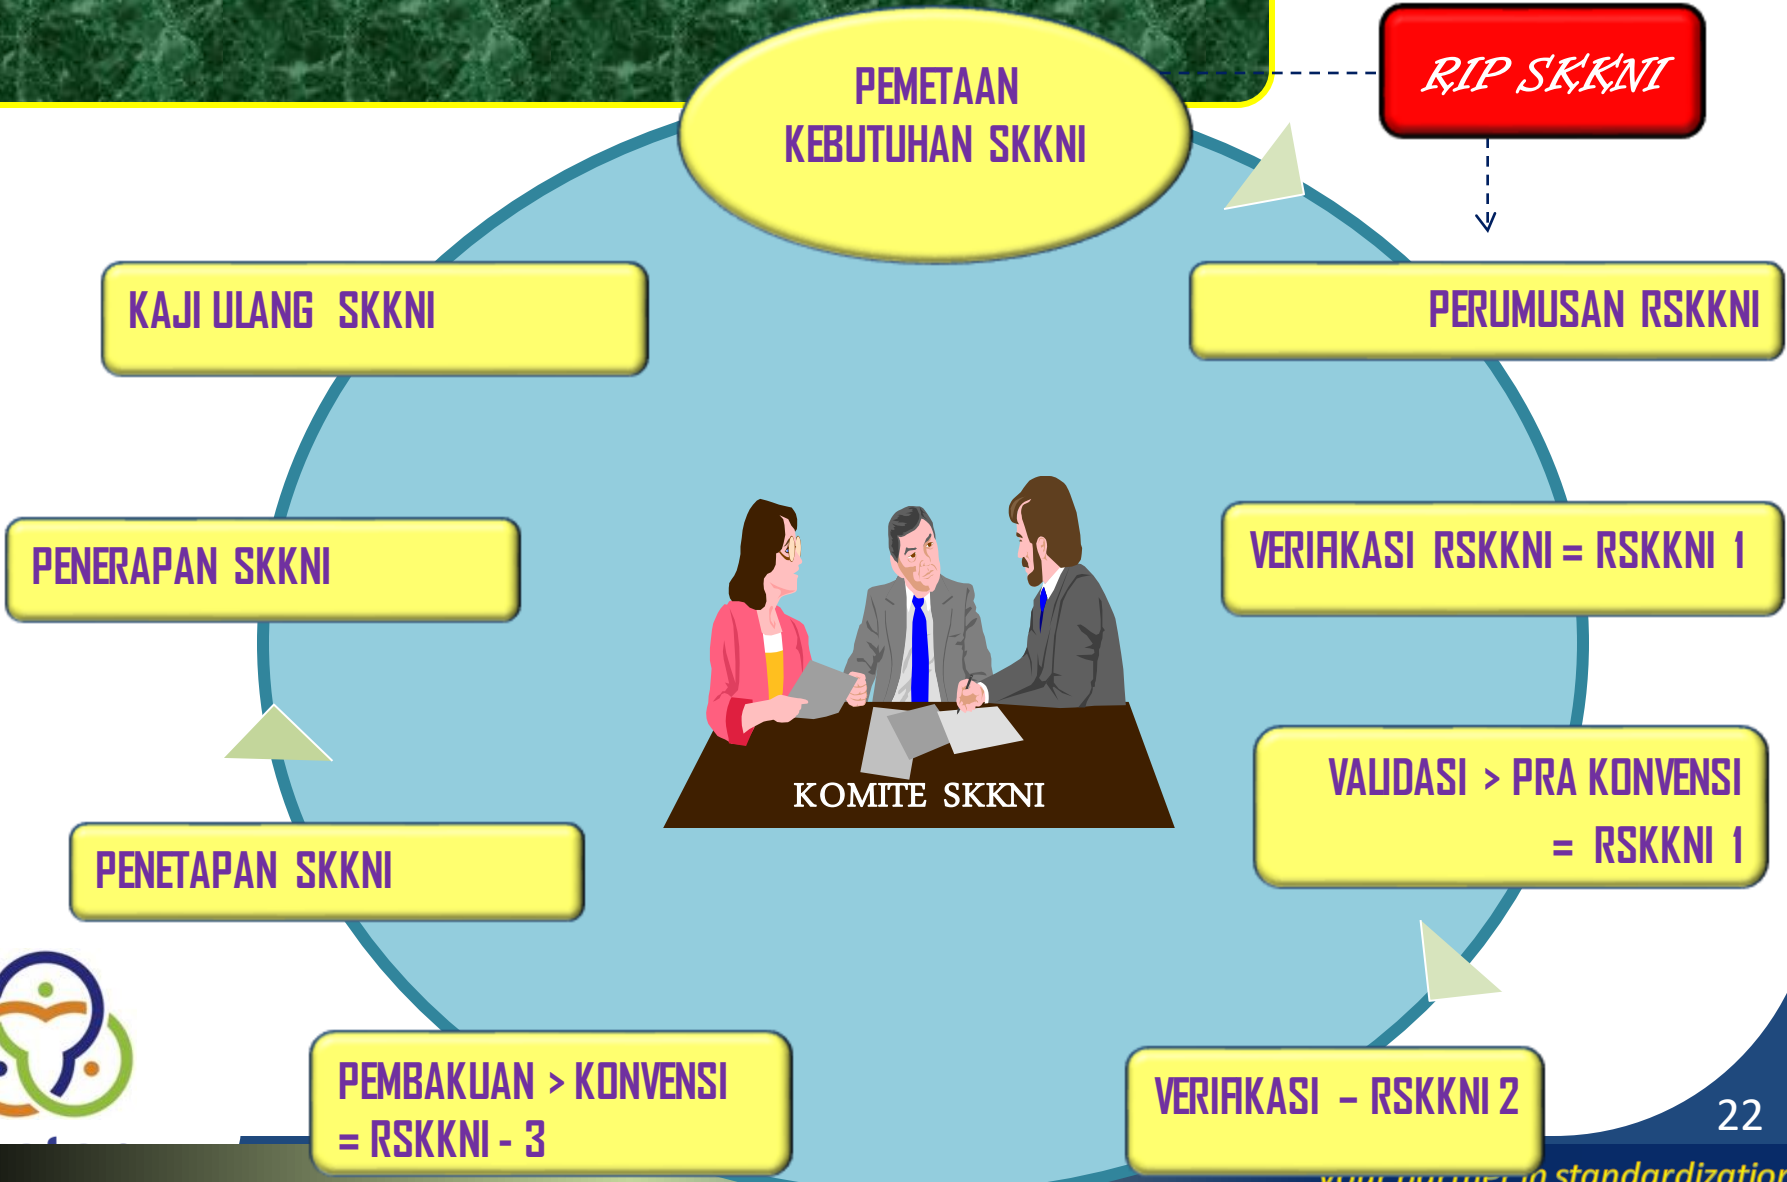 PEMETAAN
KEBUTUHAN SKKNI
RIP SKKNI
PERUMUSAN RSKKNI
VERIFIKASI RSKKNI = RSKKNI 1
VALIDASI > PRA KONVENSI
= RSKKNI 1
VERIFIKASI – RSKKNI 2
PEMBAKUAN > KONVENSI
= RSKKNI - 3
PENETAPAN SKKNI
PENERAPAN SKKNI
KAJI ULANG SKKNI
KOMITE SKKNI
22
standardization